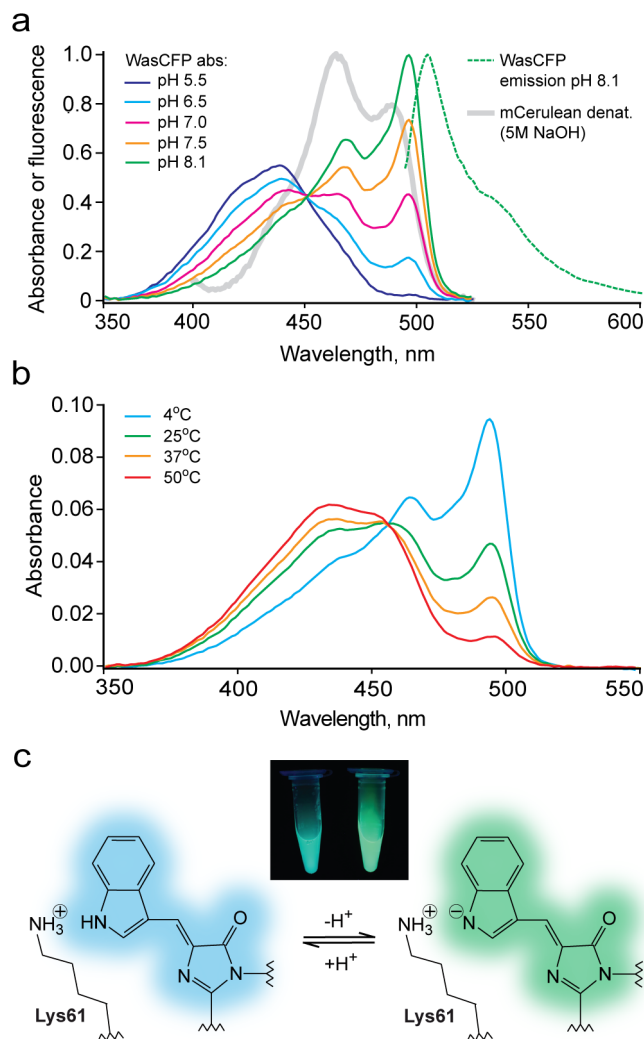 a
WasCFP abs:
pH 5.5
pH 6.5
pH 7.0
pH 7.5
pH 8.1
WasCFP
emission pH 8.1
mCerulean denat.
(5M NaOH)
Absorbance or fluorescence
1.0
0.8
0.6
0.4
0.2
0
350
400
450
500
550
600
Wavelength, nm
b
4°C
25°C
37°C
50°C
Absorbance
0.10
0.08
0.06
0.04
0.02
0.00
350
400
450
500
550
Wavelength, nm
c
NH3 ⊕
HN
O
N
N
Lys61
-H+
+H+
NH3 ⊕
⊖
N
O
N
N
Lys61